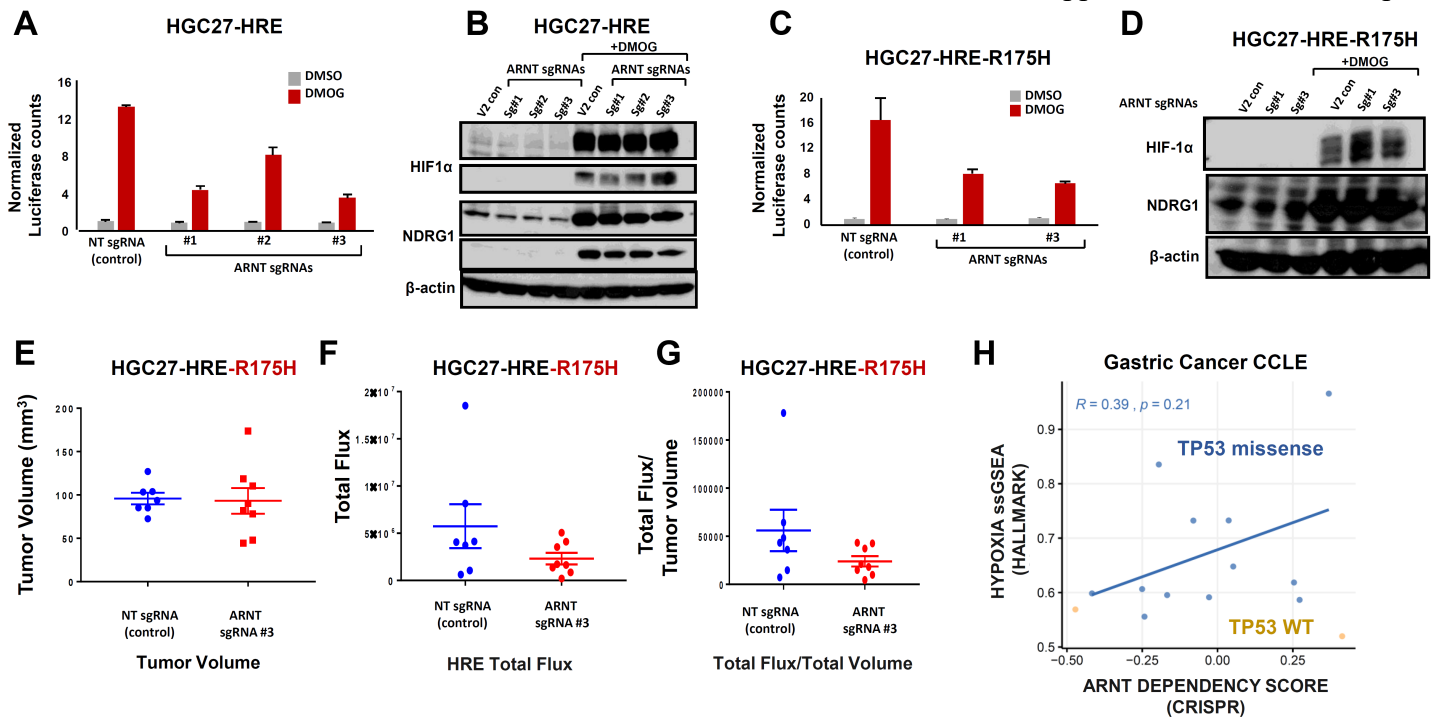 A
HGC27-HRE
Normalized
Luciferase counts
16
12
8
4
0
DMSO
DMOG
NT sgRNA
(control)
#1
#2
#3
ARNT sgRNAs
B
HGC27-HRE
+DMOG
ARNT sgRNAs
ARNT sgRNAs
V2 con
Sg#1
Sg#2
Sg#3
V2 con
Sg#1
Sg#2
Sg#3
HIF1α
NDRG1
β-actin
C
HGC27-HRE-R175H
Normalized
Luciferase counts
20
16
12
8
4
0
DMSO
DMOG
NT sgRNA
(control)
#1
#3
ARNT sgRNAs
D
HGC27-HRE-R175H
+DMOG
ARNT sgRNAs
V2 con
Sg#1
Sg#3
V2 con
Sg#1
Sg#3
HIF-1α
NDRG1
β-actin
E
HGC27-HRE-R175H
Tumor Volume (mm3)
200
150
100
50
0
NT sgRNA
(control)
ARNT
sgRNA #3
Tumor Volume
F
HGC27-HRE-R175H
Total Flux
0
NT sgRNA
(control)
ARNT
sgRNA #3
HRE Total Flux
G
HGC27-HRE-R175H
Total Flux/
Tumor volume
200000
150000
100000
50000
0
NT sgRNA
(control)
ARNT
sgRNA #3
Total Flux/Total Volume
H
Gastric Cancer CCLE
R = 0.39 , p = 0.21
TP53 missense
TP53 WT
HYPOXIA ssGSEA
(HALLMARK)
0.9
0.8
0.7
0.6
0.5
−0.50
−0.25
0.00
0.25
ARNT DEPENDENCY SCORE
(CRISPR)